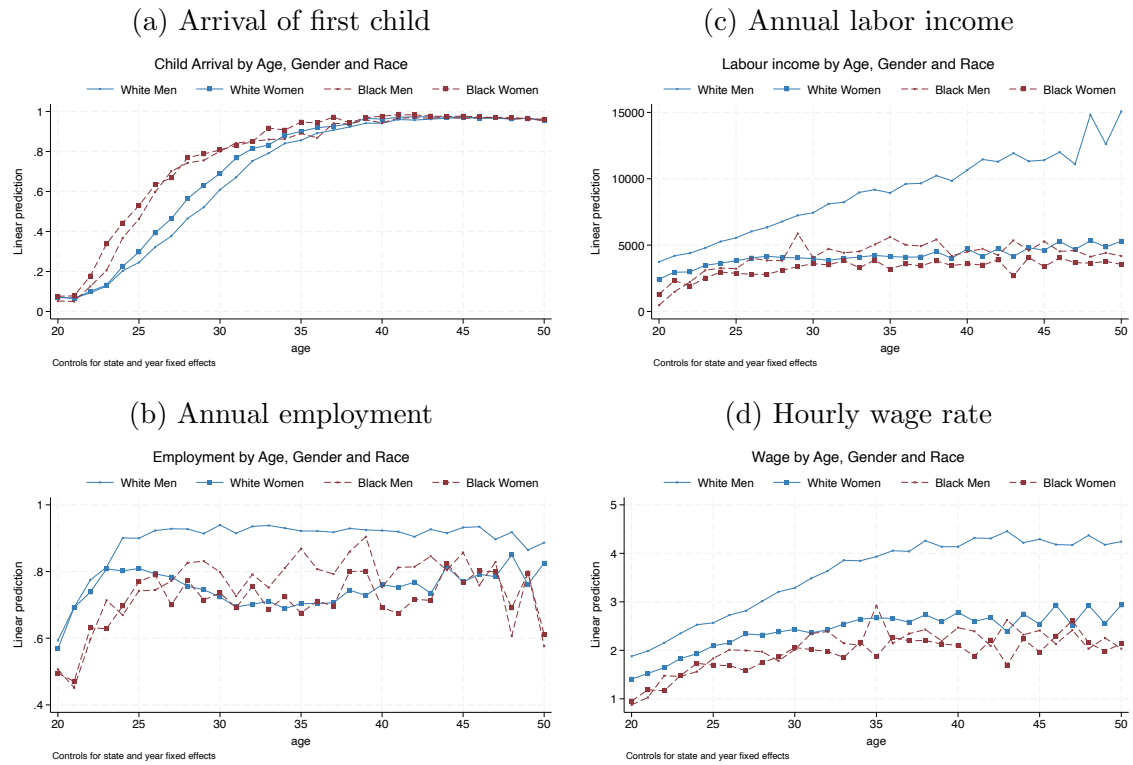 (a) Arrival of first child
Child Arrival by Age, Gender and Race
White Men White Women Black Men Black Women
Linear prediction
1
.8
.6
.4
.2
0
20 25 30 35 40 45 50
age
Controls for state and year fixed effects
(c) Annual labor income
Labour income by Age, Gender and Race
White Men White Women Black Men Black Women
Linear prediction
15000
10000
5000
0
20 25 30 35 40 45 50
age
Controls for state and year fixed effects
(b) Annual employment
Employment by Age, Gender and Race
White Men White Women Black Men Black Women
Linear prediction
1
.8
.6
.4
20 25 30 35 40 45 50
age
Controls for state and year fixed effects
(d) Hourly wage rate
Wage by Age, Gender and Race
White Men White Women Black Men Black Women
Linear prediction
5
4
3
2
1
20 25 30 35 40 45 50
age
Controls for state and year fixed effects